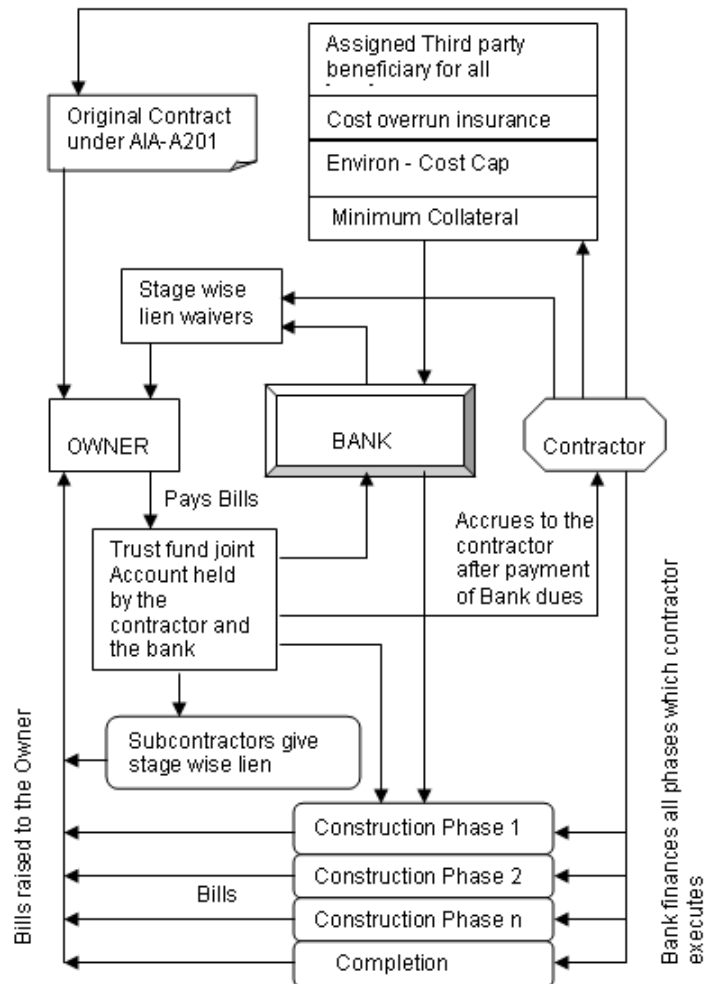 Assigned Third party
beneficiary for all
Original Contract
under AIA-A201
Cost overrun insurance
Environ - Cost Cap
Minimum Collateral
Stage wise
lien waivers
OWNER
BANK
Contractor
Pays Bills
Trust fund joint
Account held
by the
contractor and
the bank
Accrues to the
contractor
after payment
of Bank dues
Subcontractors give
stage wise lien
Construction Phase 1
Construction Phase 2
Bills
Construction Phase n
Completion
Bills raised to the Owner
Bank finances all phases which contractor
executes